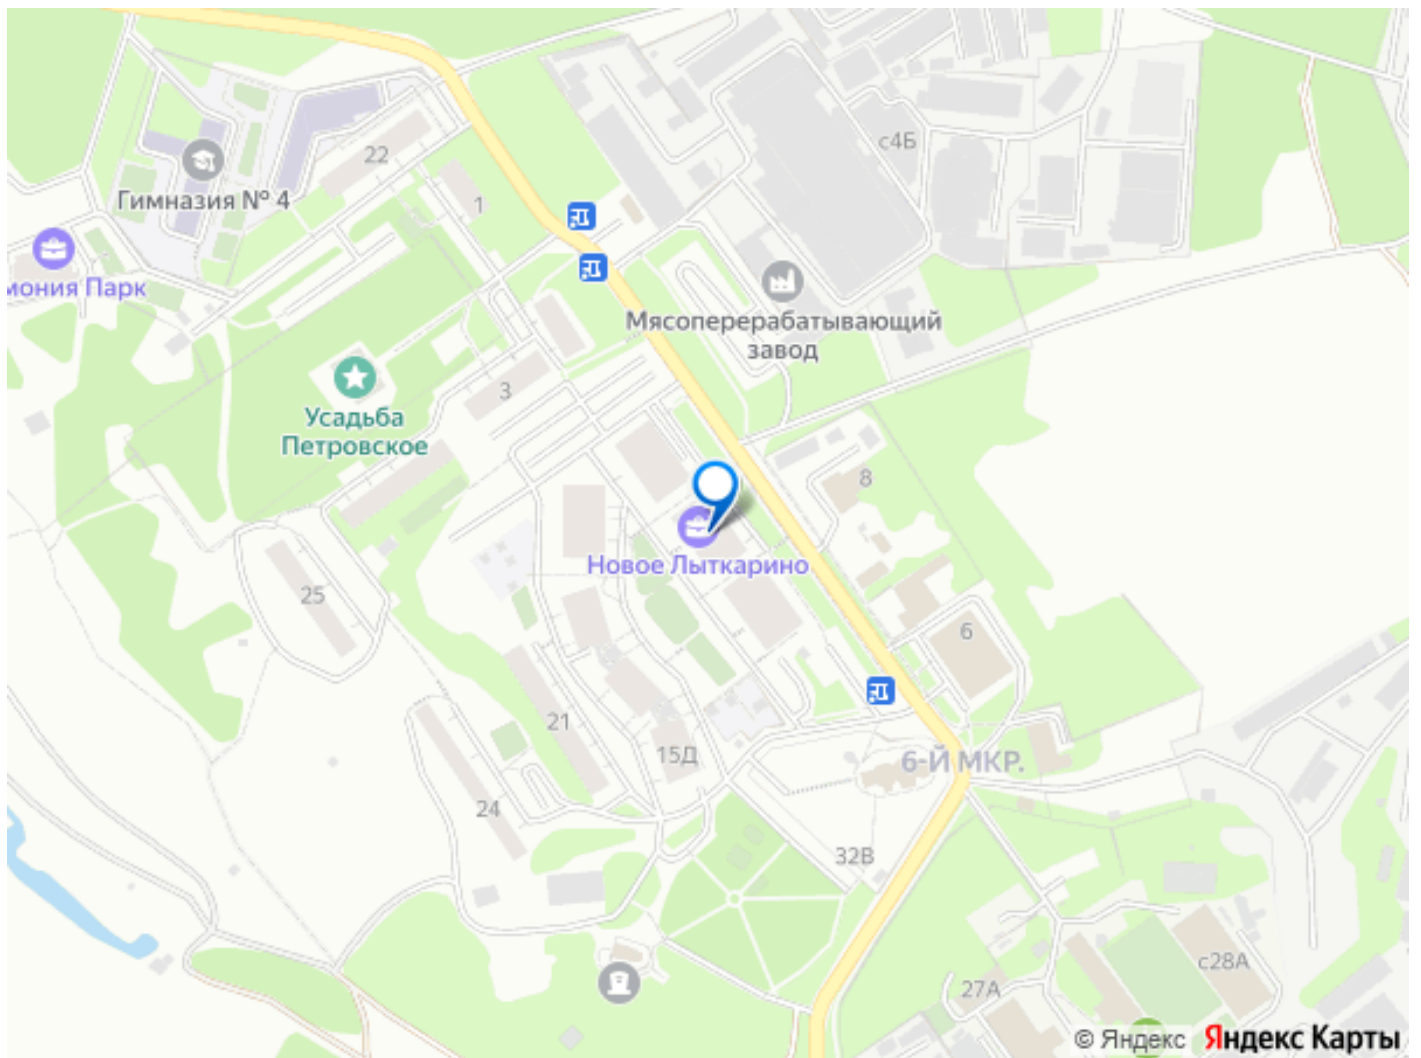 с4Б
22
Гимназия № 4
1
мония Парк
Мясоперерабатывающий
завод
3
Усадьба
Петровское
8
Новое Лыткарино
25
6
21
15Д
6-Й МКР.
24
32В
с28А
27А
© Яндекс Яндекс Карты